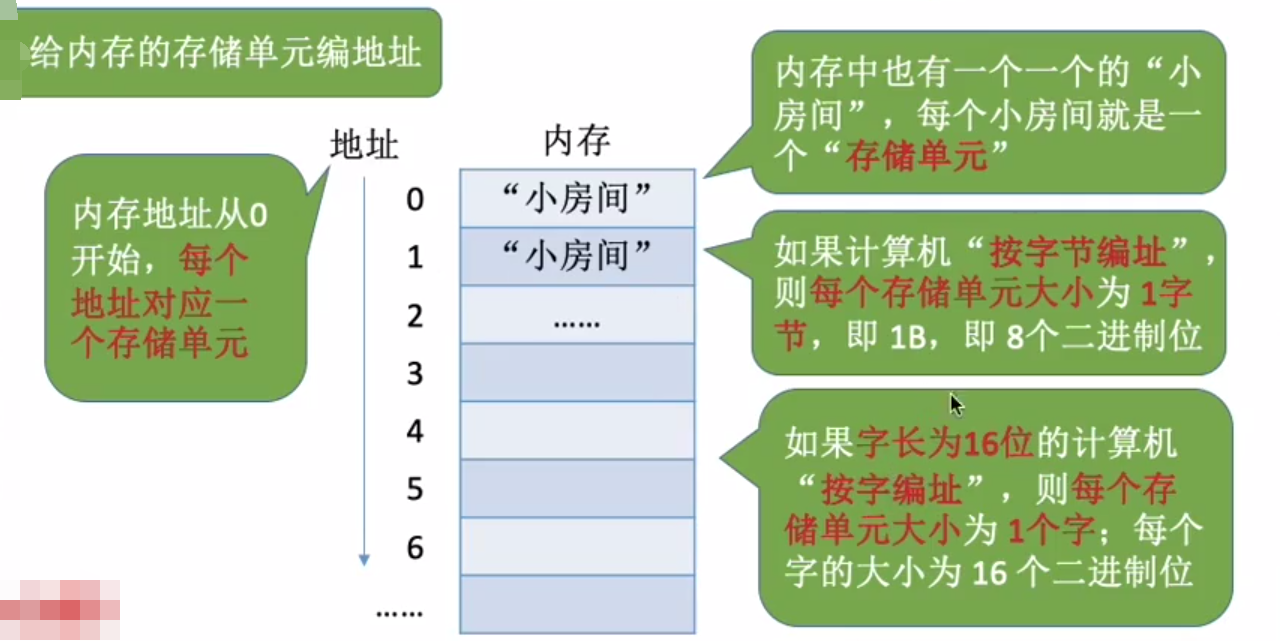 给内存的存储单元编地址
内存中也有一个一个的“小
房间”，每个小房间就是一
个“存储单元”
地址
内存
内存地址从0
开始，每个
地址对应一
个存储单元
0
“小房间”
1
“小房间”
2
……
3
4
5
6
……
如果计算机“按字节编址”，
则每个存储单元大小为 1字
节，即 1B，即 8个二进制位
如果字长为16位的计算机
“按字编址”，则每个存
储单元大小为 1个字；每个
字的大小为 16 个二进制位